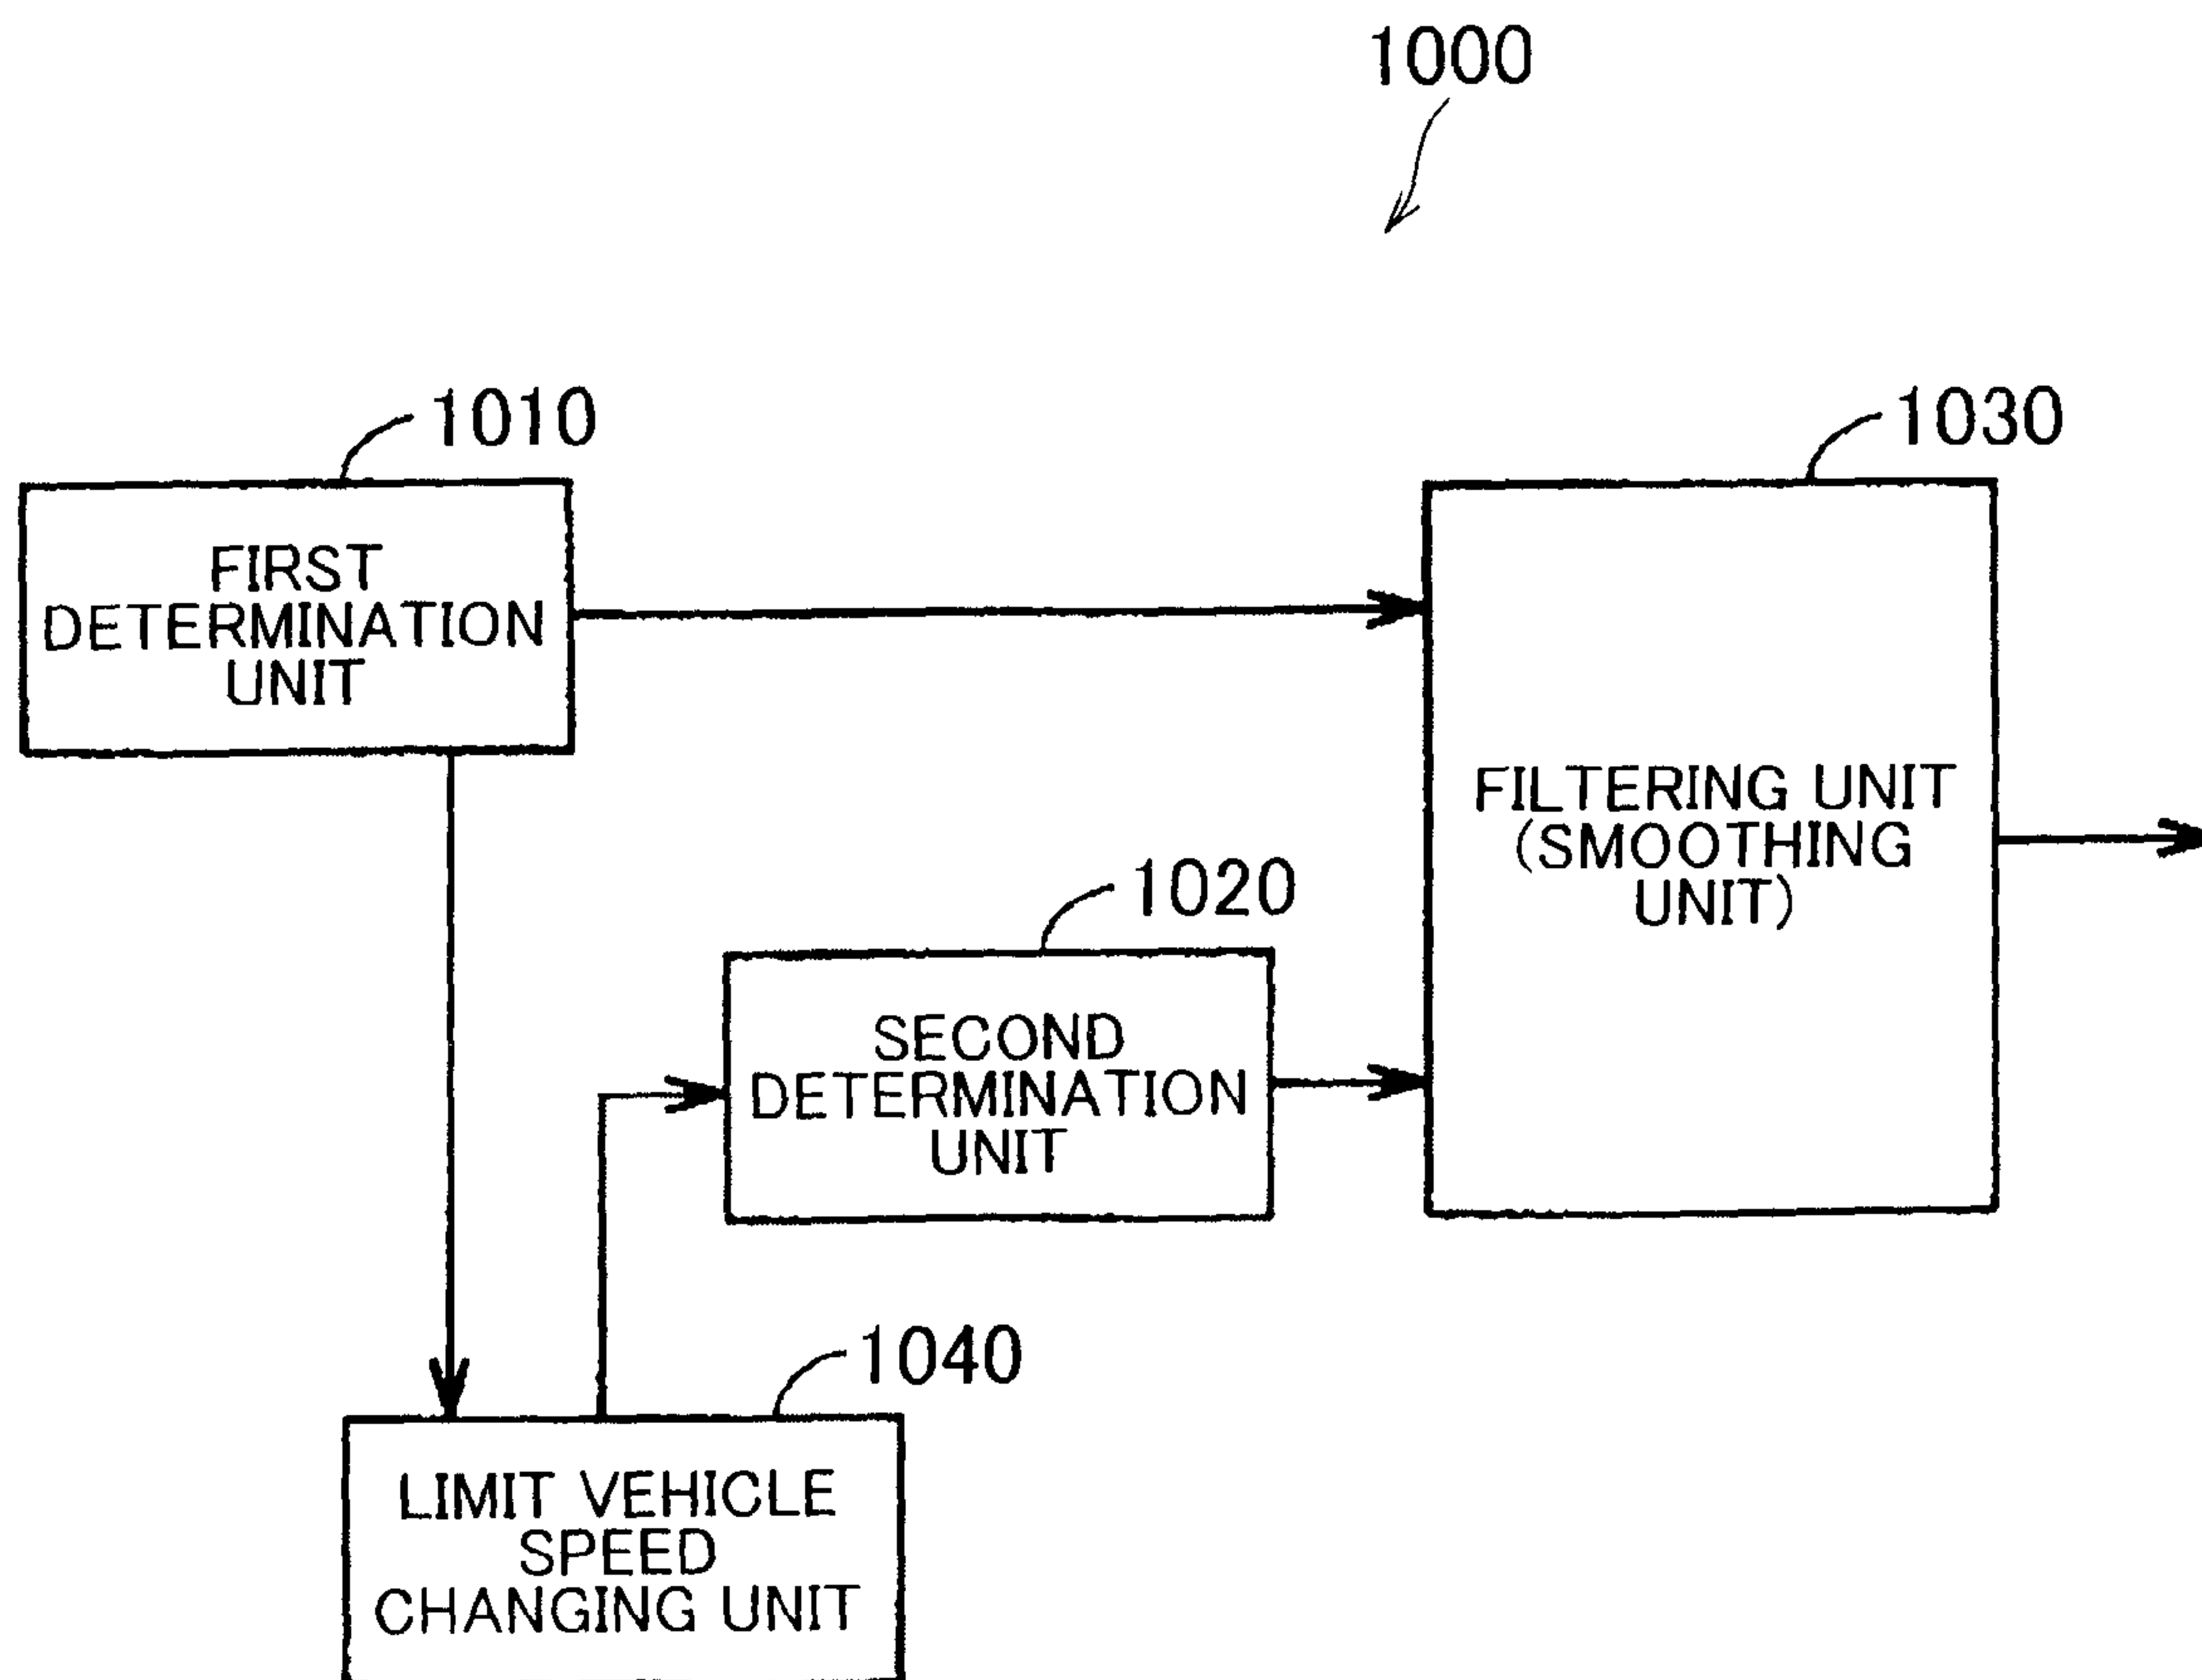 1000
1010
FIRST
DETERMINATION
UNIT
1030
FILTERING UNIT
(SMOOTHING
UNIT)
1020
SECOND
DETERMINATION
UNIT
1040
LIMIT VEHICLE
SPEED
CHANGING UNIT